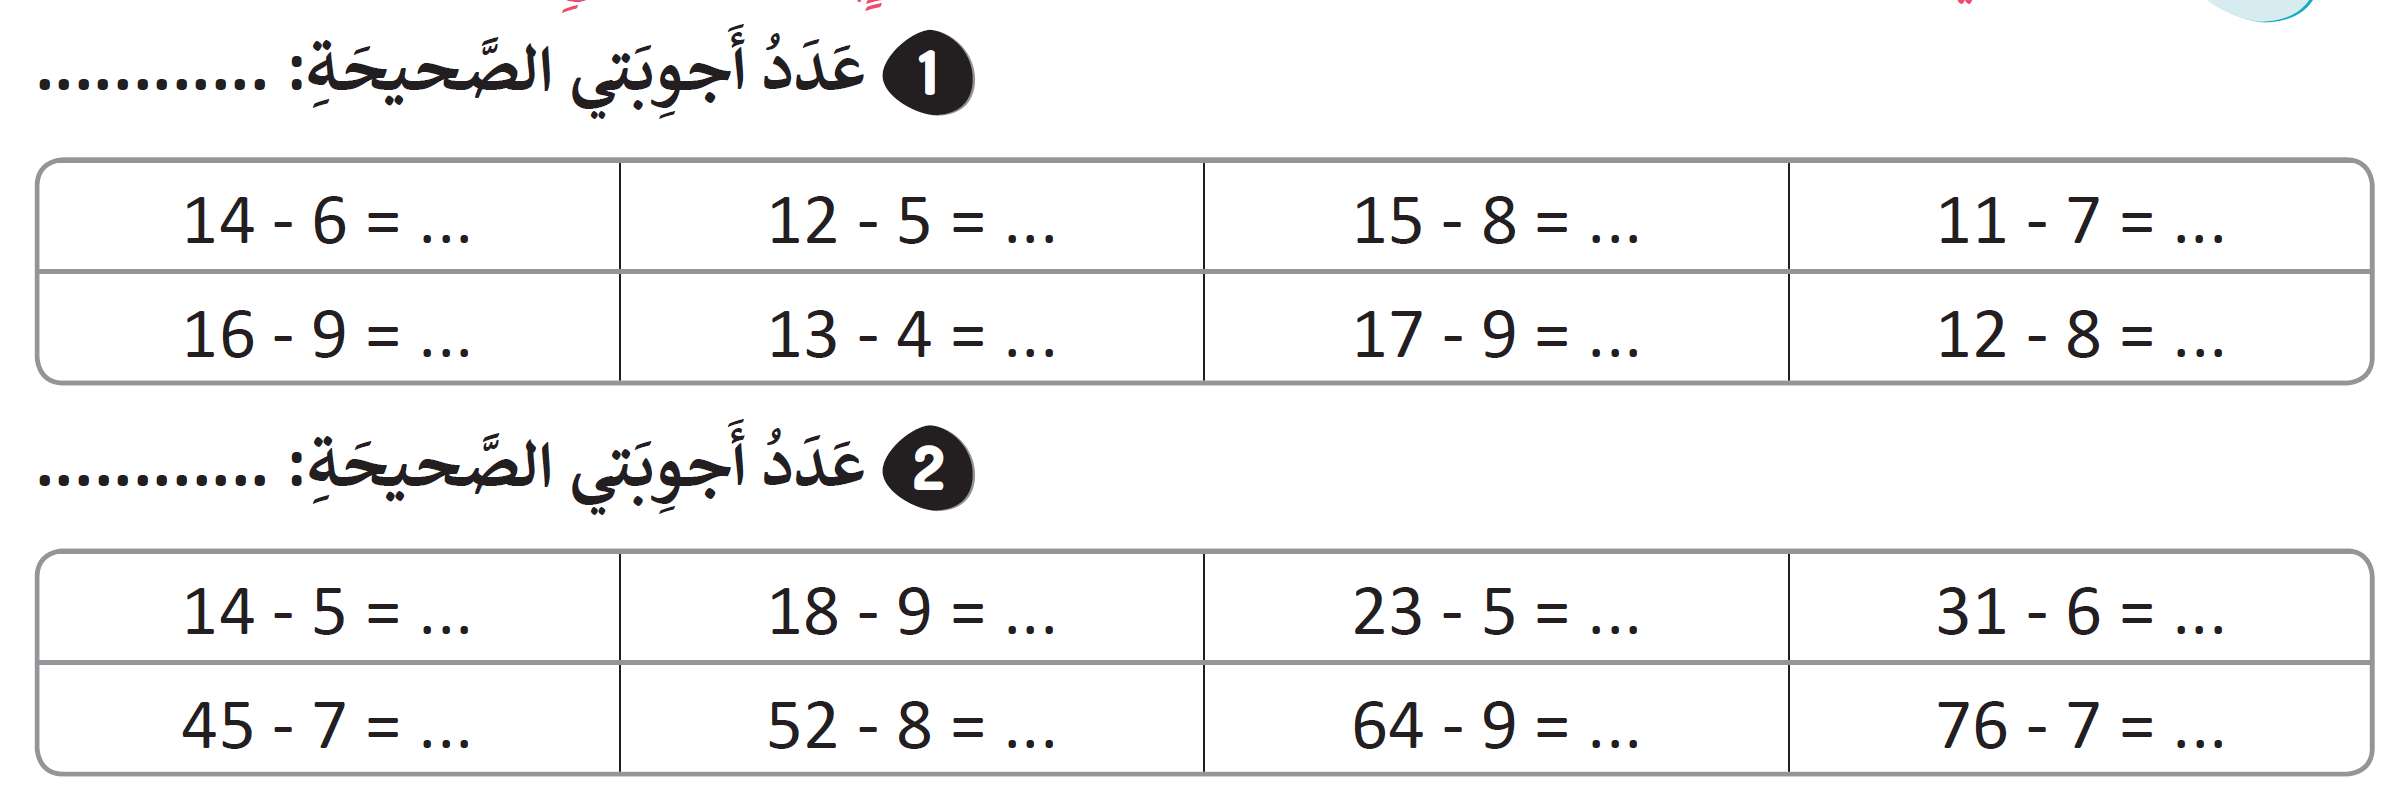 1 عَدَدُ أَجوِبَتي الصَّحيحَةِ: ............
14 - 6 = ... 12 - 5 = ... 15 - 8 = ... 11 - 7 = ...
16 - 9 = ... 13 - 4 = ... 17 - 9 = ... 12 - 8 = ...
2 عَدَدُ أَجوِبَتي الصَّحيحَةِ: ............
14 - 5 = ... 18 - 9 = ... 23 - 5 = ... 31 - 6 = ...
45 - 7 = ... 52 - 8 = ... 64 - 9 = ... 76 - 7 = ...